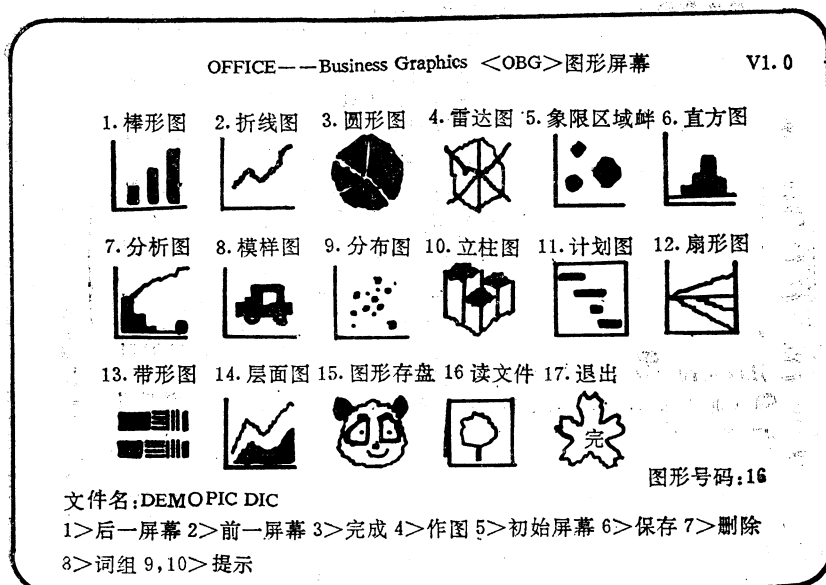 OFFICE——Business Graphics <OBG>图形屏幕 V1.0
1.棒形图 2.折线图 3.圆形图 4.雷达图 5.象限区域衅 6.直方图
7.分析图 8.模样图 9.分布图 10.立柱图 11.计划图 12.扇形图
13.带形图 14.层面图 15.图形存盘 16读文件 17.退出
完
图形号码:16
文件名:DEMOPIC DIC
1>后一屏幕 2>前一屏幕 3>完成 4>作图 5>初始屏幕 6>保存 7>删除
8>词组 9,10>提示